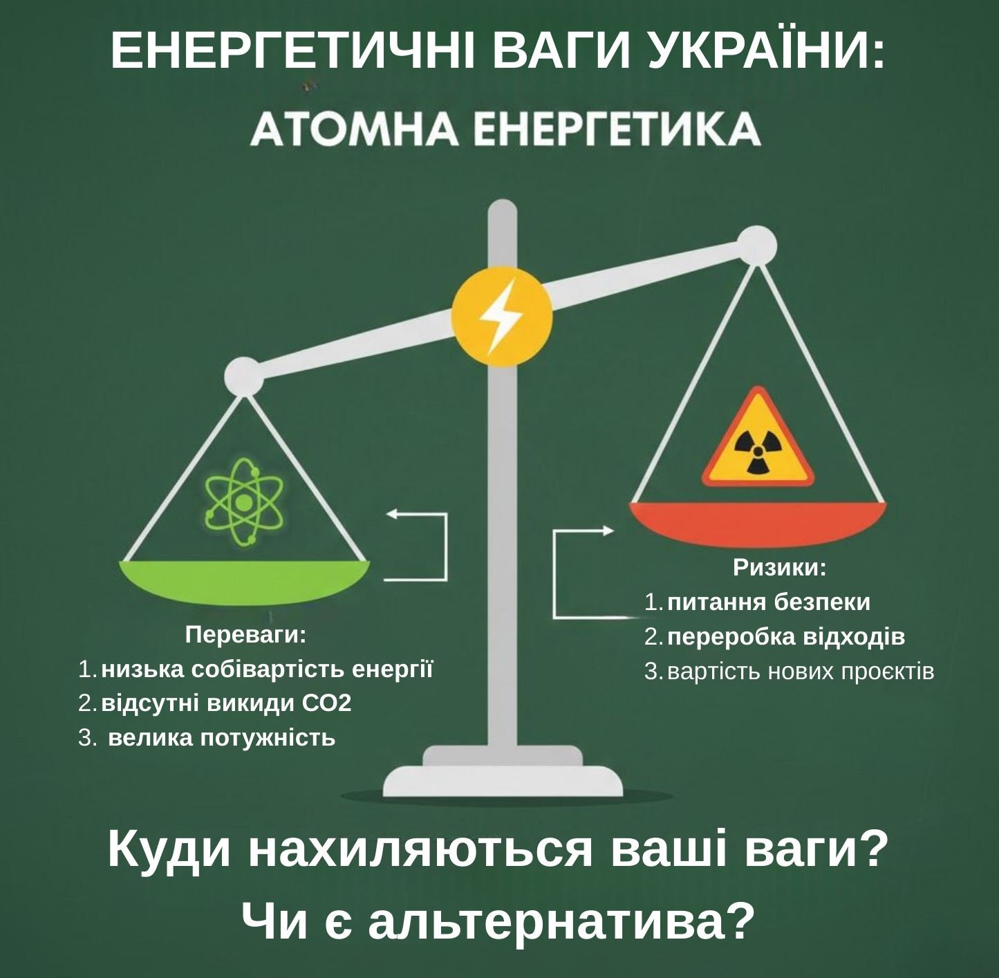 ЕНЕРГЕТИЧНІ ВАГИ УКРАЇНИ:
АТОМНА ЕНЕРГЕТИКА
Переваги:
1. низька собівартість енергії
2. відсутні викиди СО2
3. велика потужність
Ризики:
1. питання безпеки
2. переробка відходів
3. вартість нових проєктів
Куди нахиляються ваші ваги?
Чи є альтернатива?